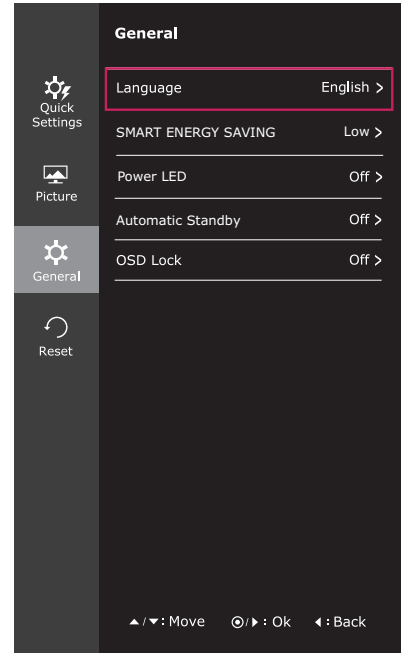 General
Quick
Settings
Picture
General
Reset
Language English >
SMART ENERGY SAVING Low >
Power LED Off >
Automatic Standby Off >
OSD Lock Off >
▲/▼: Move ◉/▶ : Ok ◀ : Back